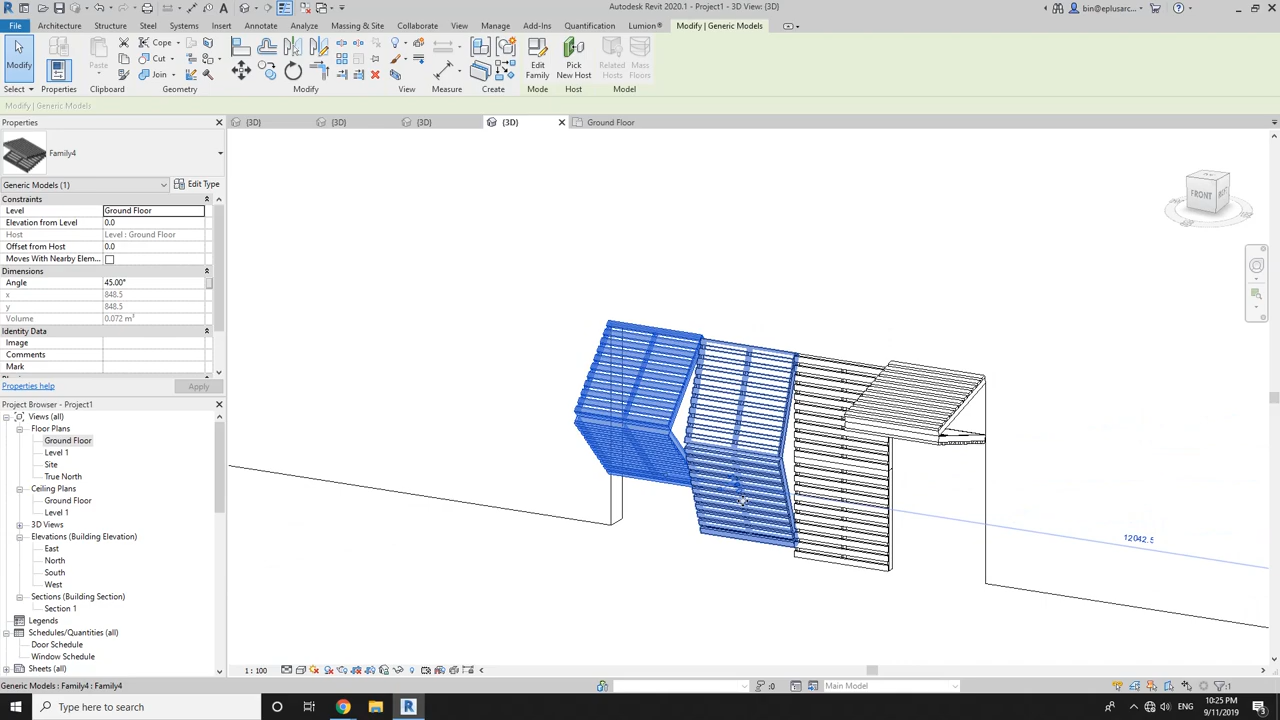 Autodesk Revit 2020.1 - Project1 - 3D View: {3D}
bin@eplusarc...
File Architecture Structure Steel Systems Insert Annotate Analyze Massing & Site Collaborate View Manage Add-Ins Quantification Lumion® Modify | Generic Models
Modify Paste Cope Cut Join Edit Family Pick New Host Related Hosts Mass Floors
Select Properties Clipboard Geometry Modify View Measure Create Mode Host Model
Modify | Generic Models
Properties
{3D} {3D} {3D} {3D} Ground Floor
Family4
Generic Models (1) Edit Type
Constraints
Level Ground Floor
Elevation from Level 0.0
Host Level : Ground Floor
Offset from Host 0.0
Moves With Nearby Elem...
Dimensions
Angle 45.00°
x 848.5
y 848.5
Volume 0.072 m³
Identity Data
Image
Comments
Mark
Properties help Apply
Project Browser - Project1
Views (all)
Floor Plans
Ground Floor
Level 1
Site
True North
Ceiling Plans
Ground Floor
Level 1
3D Views
Elevations (Building Elevation)
East
North
South
West
Sections (Building Section)
Section 1
Legends
Schedules/Quantities (all)
Door Schedule
Window Schedule
Sheets (all)
FRONT
12042.5
1 : 100
Generic Models : Family4 : Family4
:0 Main Model :1
Type here to search
ENG
10:25 PM
9/11/2019